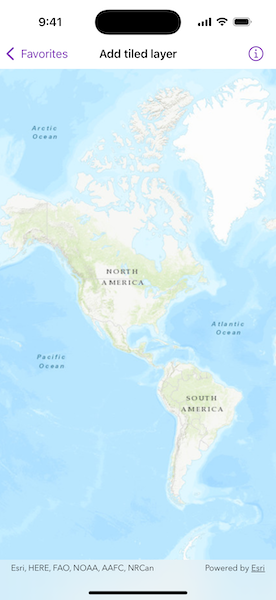 9:41
Favorites
Add tiled layer
Arctic
Ocean
NORTH
AMERICA
Atlantic
Ocean
Pacific
Ocean
SOUTH
AMERICA
Esri, HERE, FAO, NOAA, AAFC, NRCan
Powered by Esri